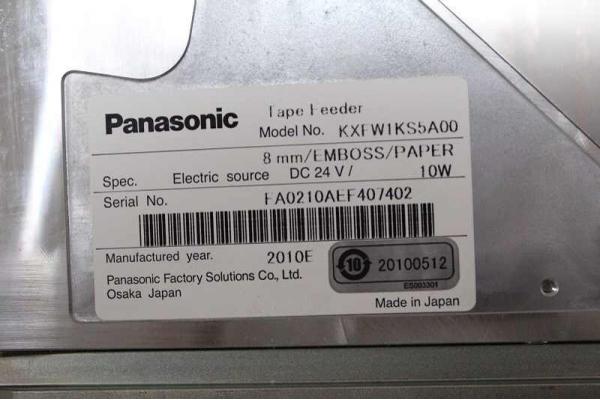 Panasonic
Tape Feeder
Model No. KXFW1KS5A00
8 mm/EMBOSS/PAPER
Spec. Electric source DC 24 V / 10W
Serial No. FA0210AEF407402
Manufactured year. 2010E
10 20100512
Panasonic Factory Solutions Co., Ltd.
ES003301
Osaka Japan
Made in Japan